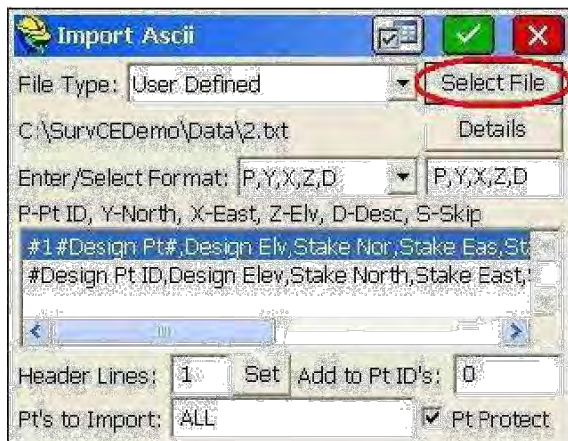 Import Ascii
File Type: User Defined Select File
C:\SurvCEDemo\Data\2.txt Details
Enter/Select Format: P,Y,X,Z,D P,Y,X,Z,D
P-Pt ID, Y-North, X-East, Z-Elv, D-Desc, S-Skip
#1#Design Pt#,Design Elv,Stake Nor,Stake Eas,Sta
#Design Pt ID,Design Elev,Stake North,Stake East,
Header Lines: 1 Set Add to Pt ID's: 0
Pt's to Import: ALL Pt Protect